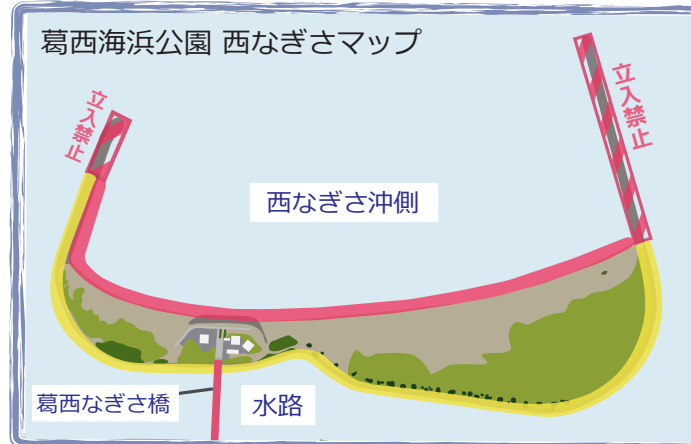 葛西海浜公園 西なぎさマップ
立入禁止
立入禁止
西なぎさ沖側
葛西なぎさ橋
水路